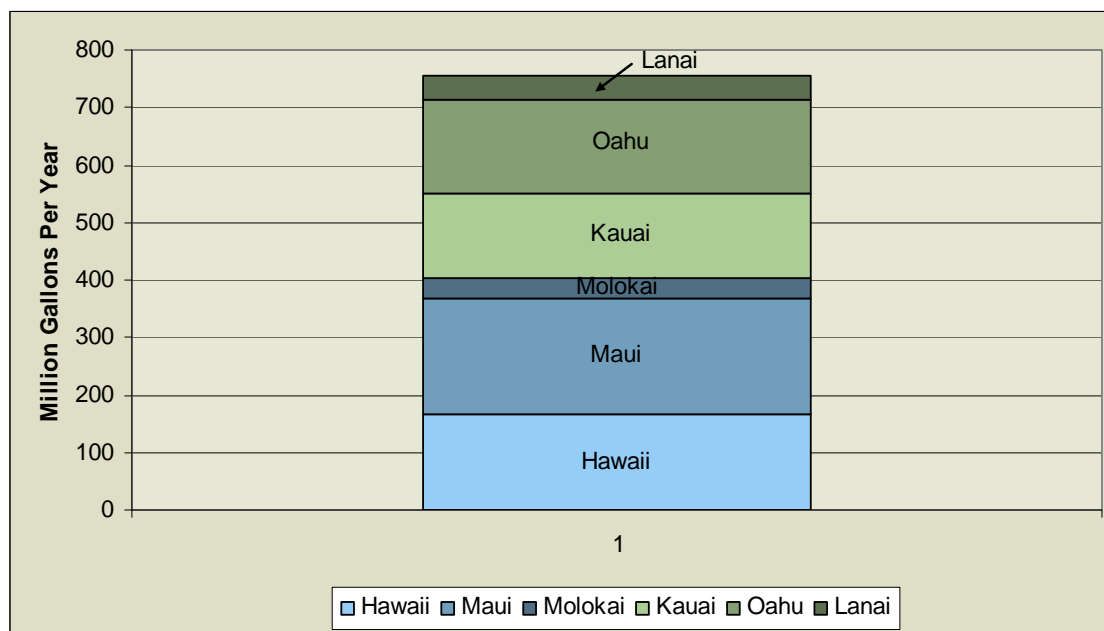 800
700
600
500
400
300
200
100
0
Million Gallons Per Year
Lanai
Oahu
Kauai
Molokai
Maui
Hawaii
1
Hawaii Maui Molokai Kauai Oahu Lanai